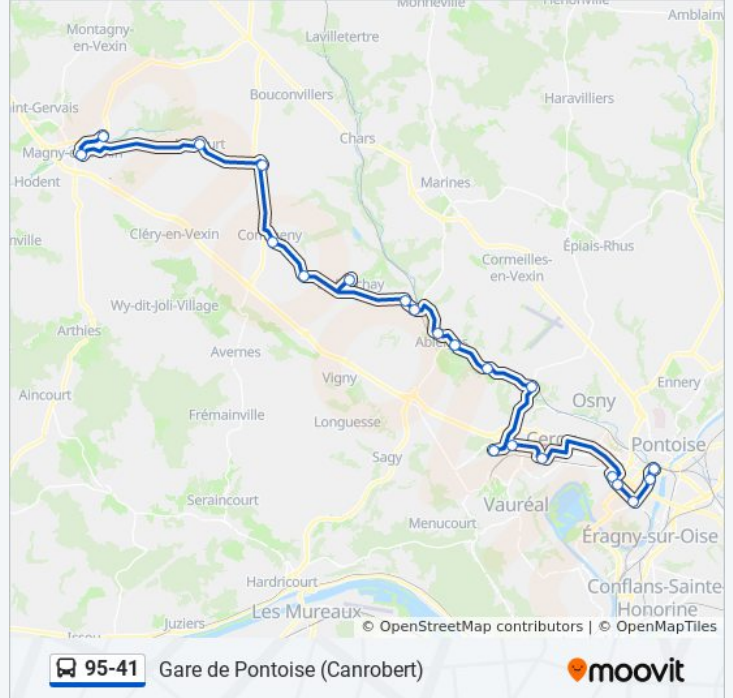 Monneville
Amblainv
Montagny-
en-Vexin
Lavilletertre
Bouconvilliers
Haravilliers
int-Gervais
Chars
Magny-
Hodent
Marines
nville
Cléry-en-Vexin
Épiais-Rhus
Cormeilles-
en-Vexin
Wy-dit-Joli-Village
Arthies
Avernes
Vigny
Ennery
Aincourt
Osny
Frémainville
Longuesse
Pontoise
Sagy
Seraincourt
Vauréal
Menucourt
Éragny-sur-Oise
Hardricourt
Conflans-Sainte-
Honorine
Les Mureaux
Juziers
© OpenStreetMap contributors | © OpenMapTiles
95-41 Gare de Pontoise (Canrobert)
moovit